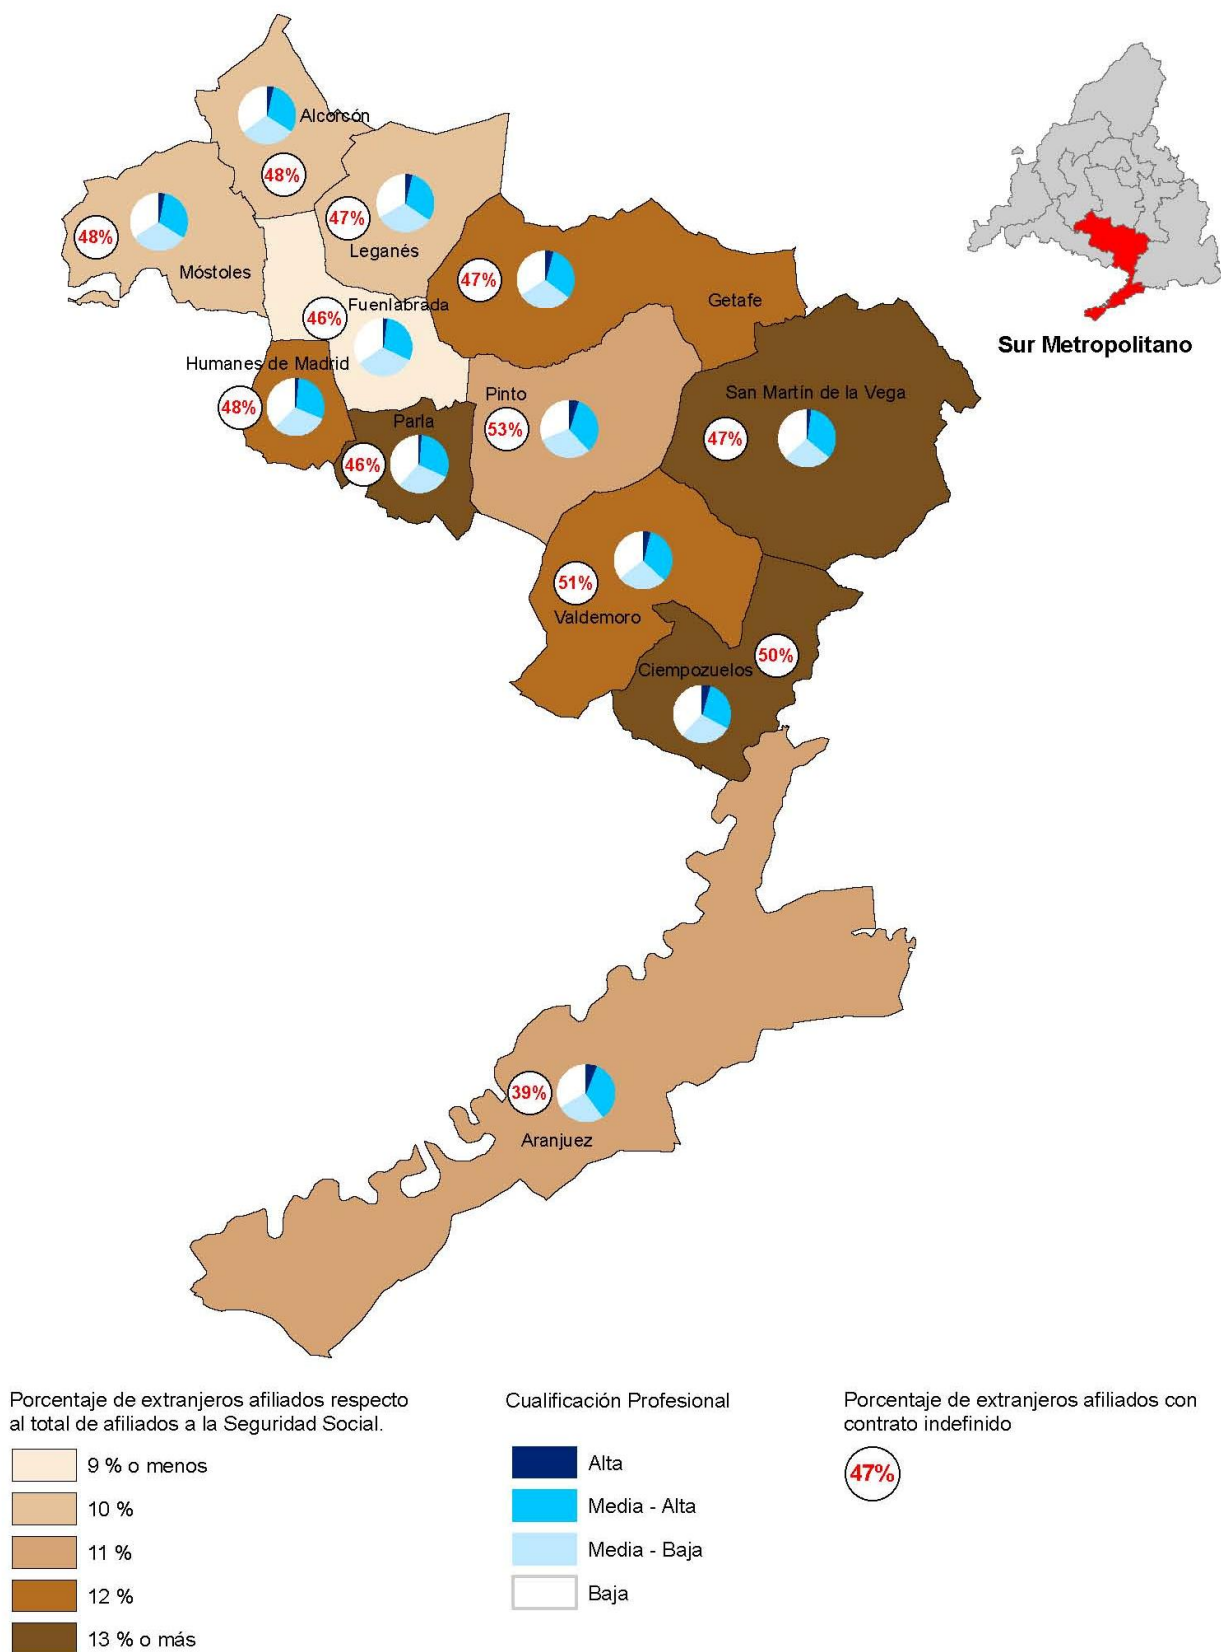 Alcorcón
48%
47%
Leganés
48%
Móstoles
47%
Getafe
Fuenlabrada
46%
Sur Metropolitano
Humanes de Madrid
48%
Pinto
53%
San Martín de la Vega
47%
Parla
46%
51%
Valdemoro
50%
Ciempozuelos
39%
Aranjuez
Porcentaje de extranjeros afiliados respecto
al total de afiliados a la Seguridad Social.
9 % o menos
10 %
11 %
12 %
13 % o más
Cualificación Profesional
Alta
Media - Alta
Media - Baja
Baja
Porcentaje de extranjeros afiliados con
contrato indefinido
47%